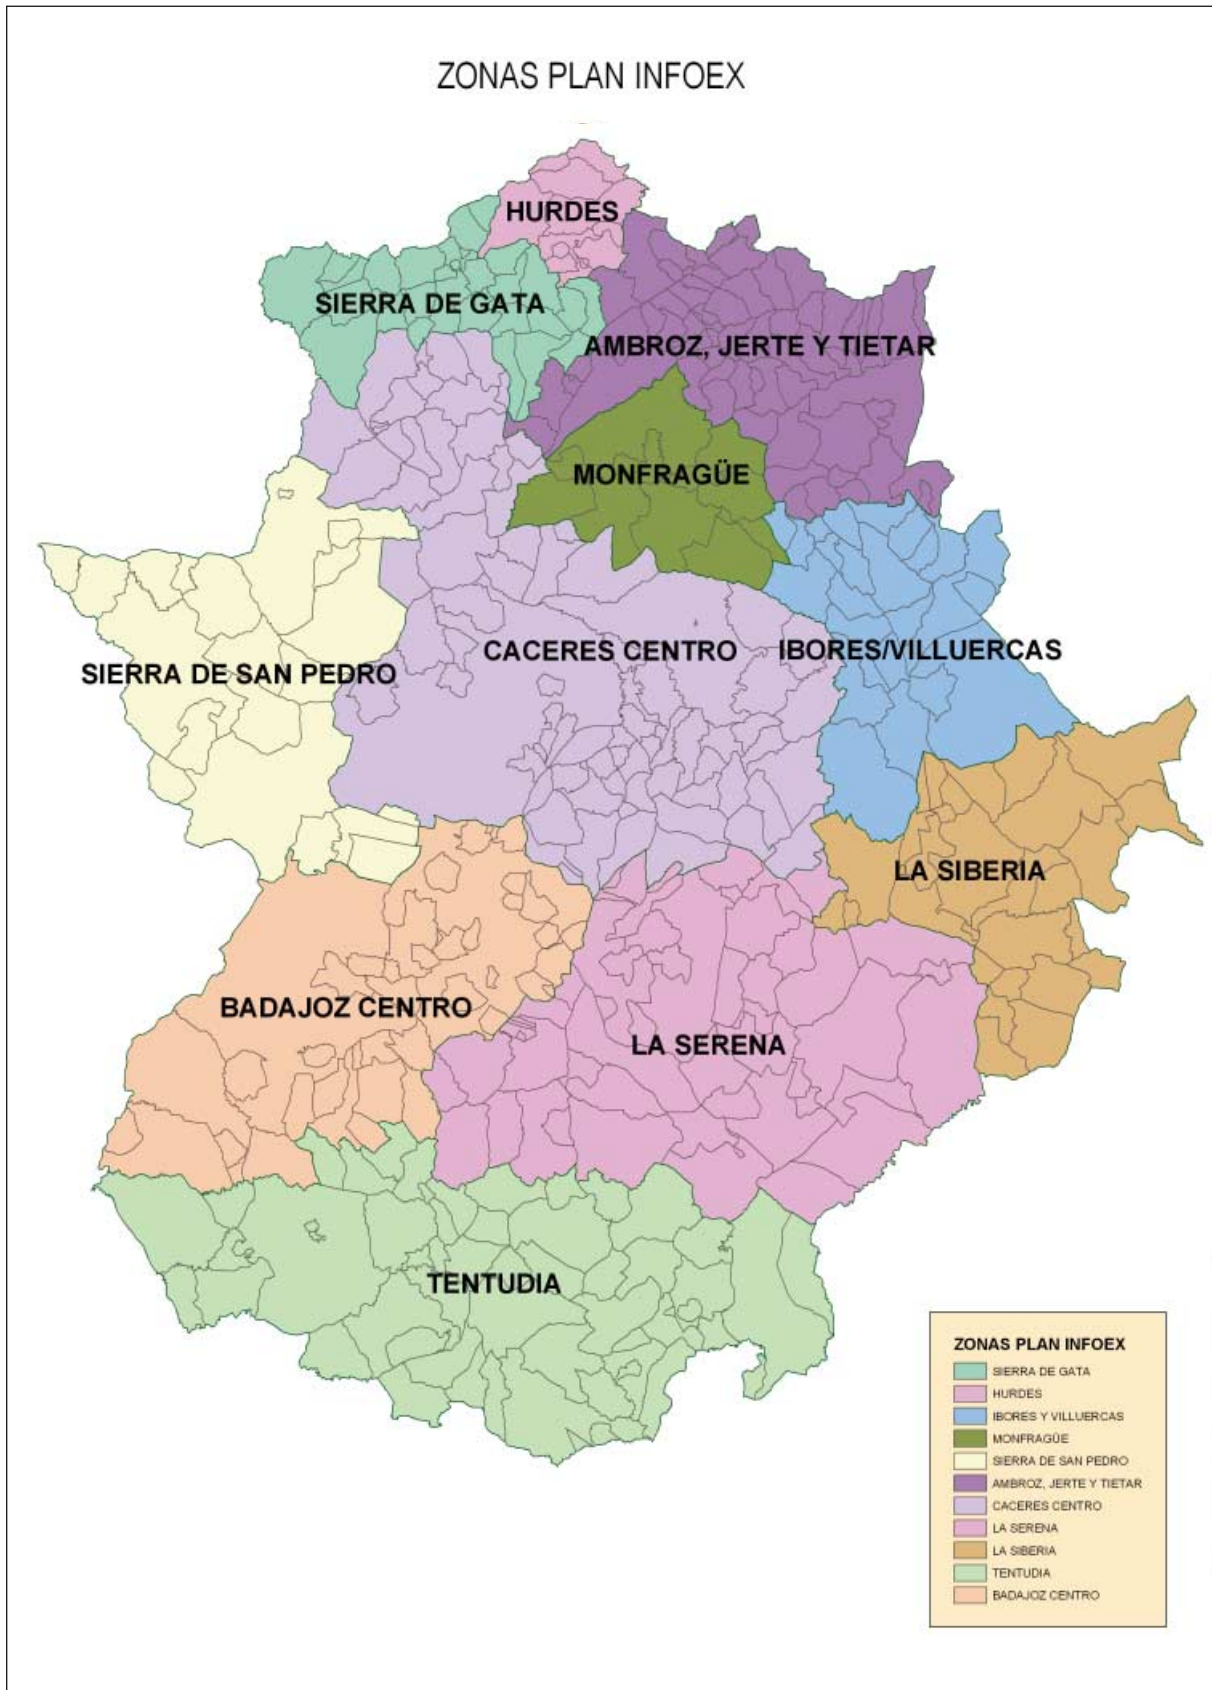 ZONAS PLAN INFOEX
HURDES
SIERRA DE GATA
AMBROZ, JERTE Y TIETAR
MONFRAGÜE
CACERES CENTRO
IBORES/VILLUERCAS
SIERRA DE SAN PEDRO
LA SIBERIA
BADAJOZ CENTRO
LA SERENA
TENTUDIA
ZONAS PLAN INFOEX
SIERRA DE GATA
HURDES
IBORES Y VILLUERCAS
MONFRAGÜE
SIERRA DE SAN PEDRO
AMBROZ, JERTE Y TIETAR
CACERES CENTRO
LA SERENA
LA SIBERIA
TENTUDIA
BADAJOZ CENTRO